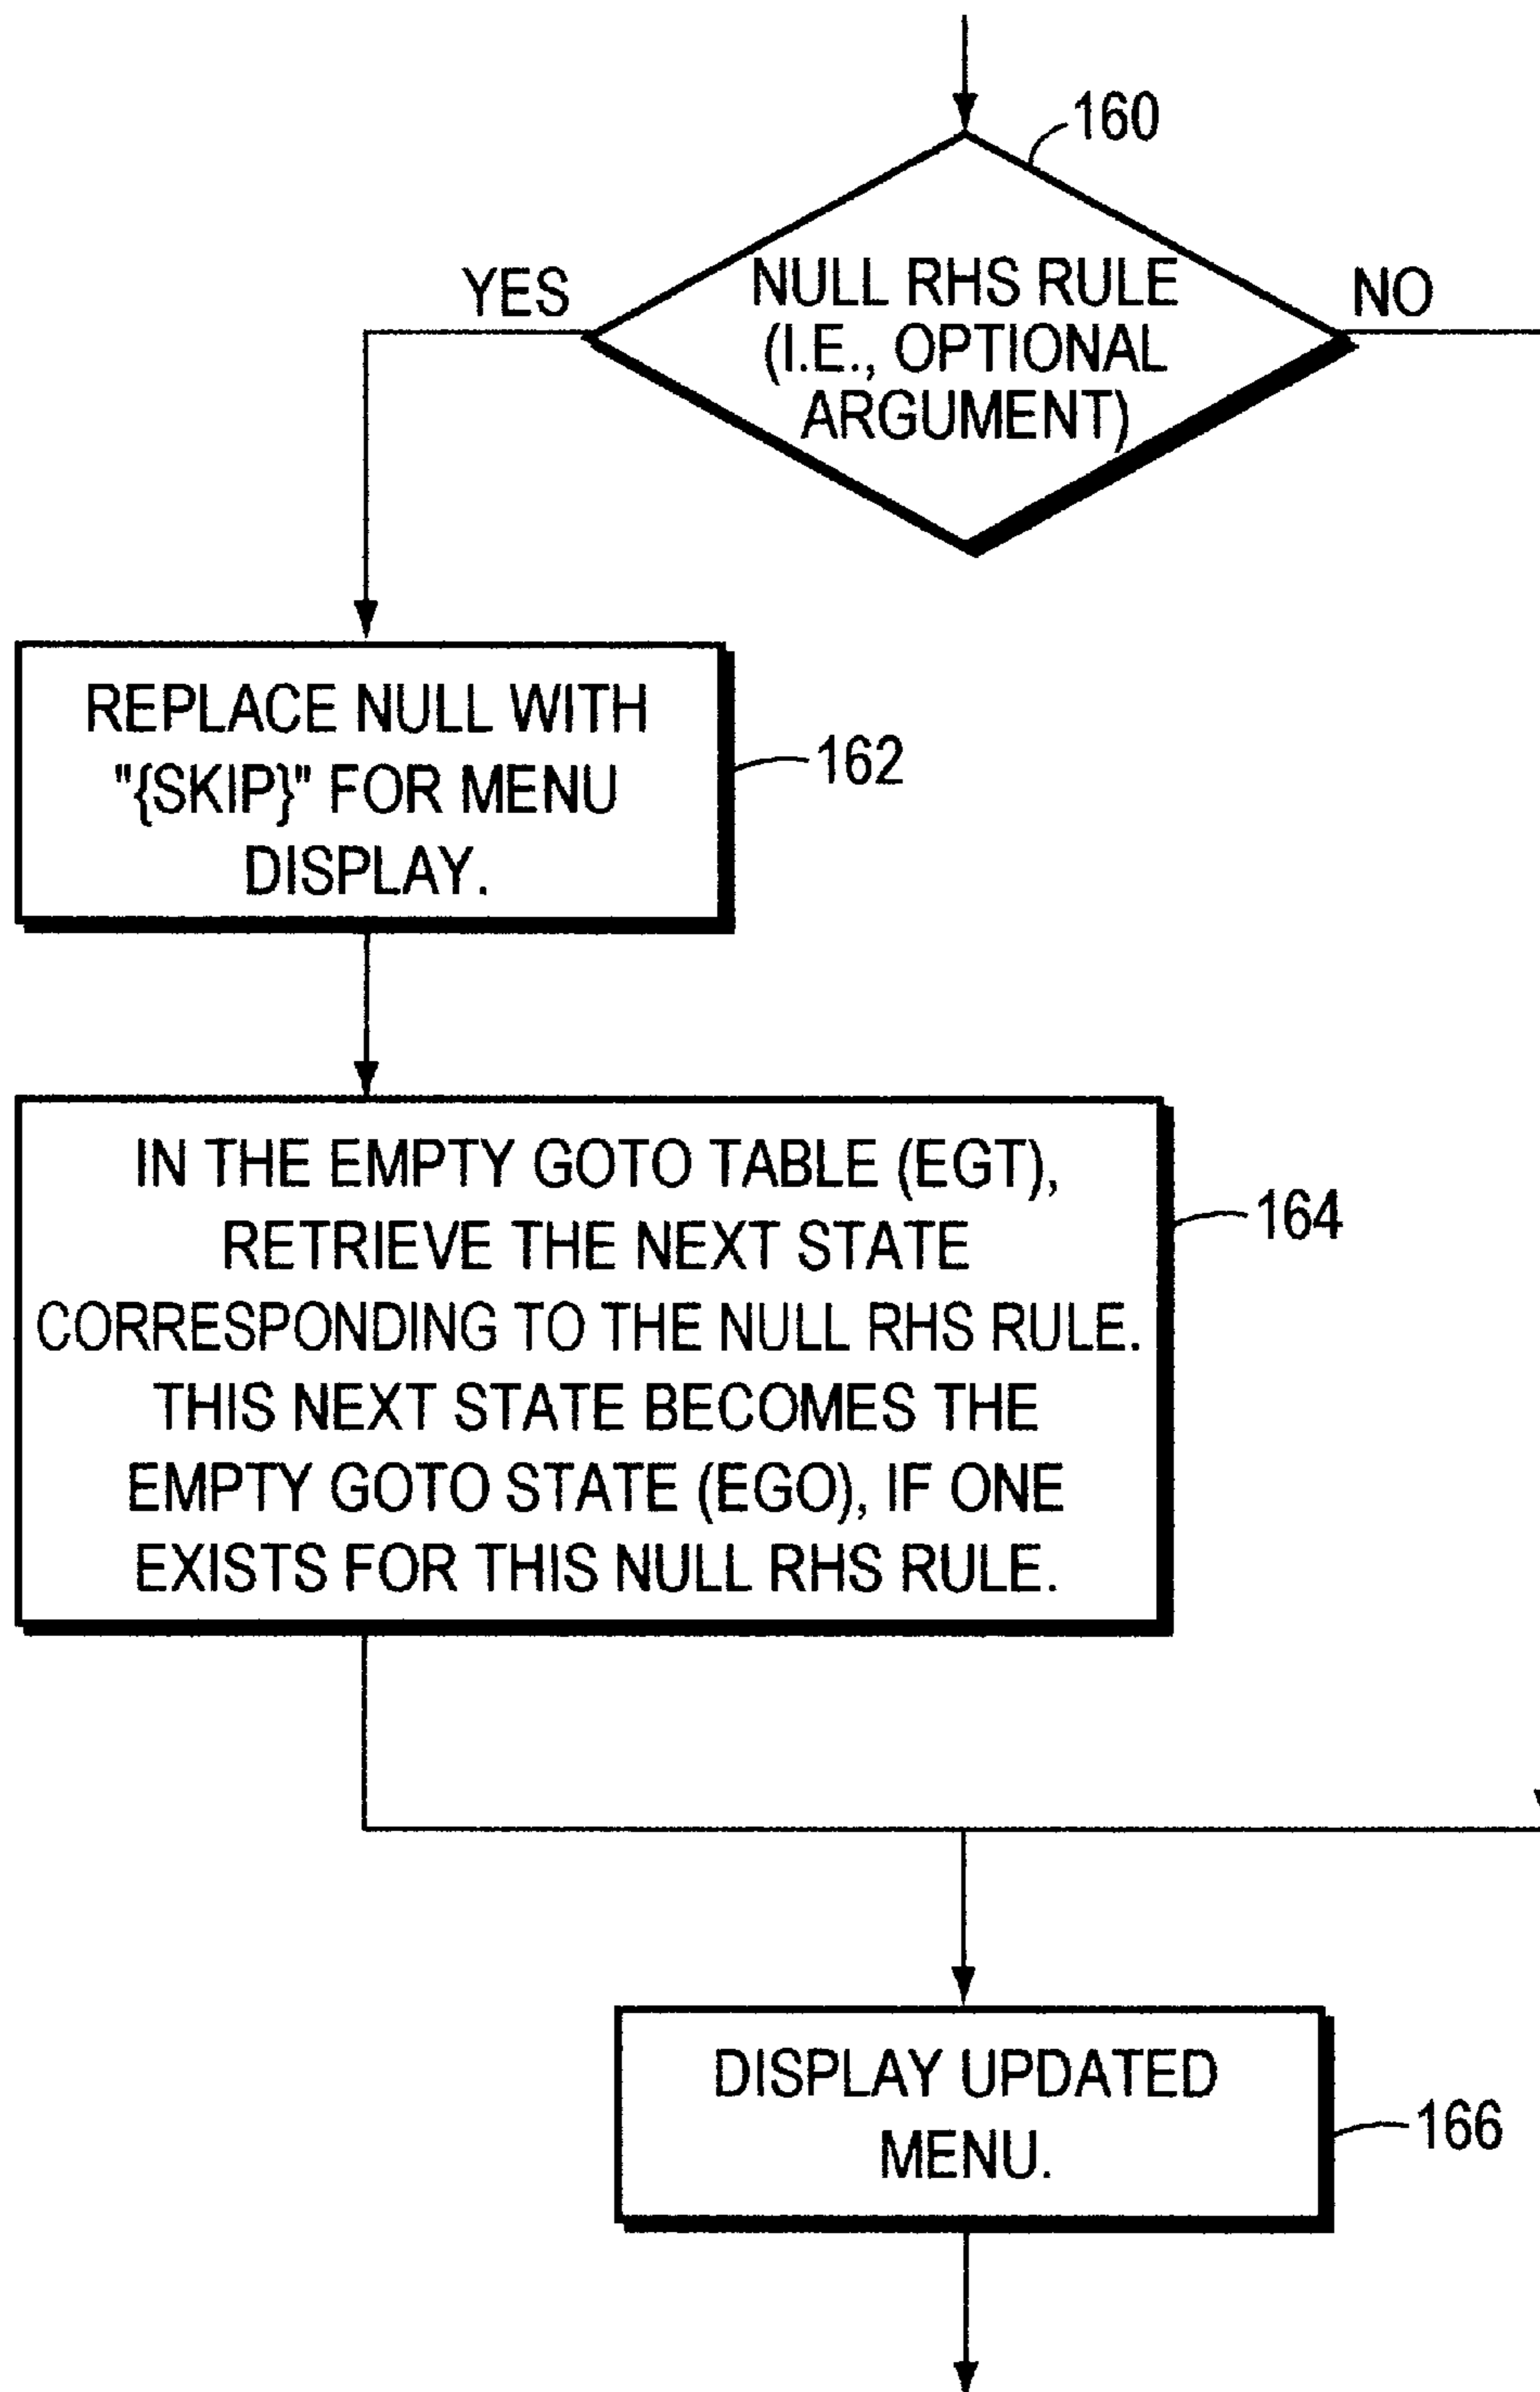 160
YES
NULL RHS RULE
NO
(I.E., OPTIONAL
ARGUMENT)
REPLACE NULL WITH
"{SKIP}" FOR MENU
DISPLAY.
162
IN THE EMPTY GOTO TABLE (EGT),
RETRIEVE THE NEXT STATE
CORRESPONDING TO THE NULL RHS RULE.
THIS NEXT STATE BECOMES THE
EMPTY GOTO STATE (EGO), IF ONE
EXISTS FOR THIS NULL RHS RULE.
164
DISPLAY UPDATED
MENU.
166